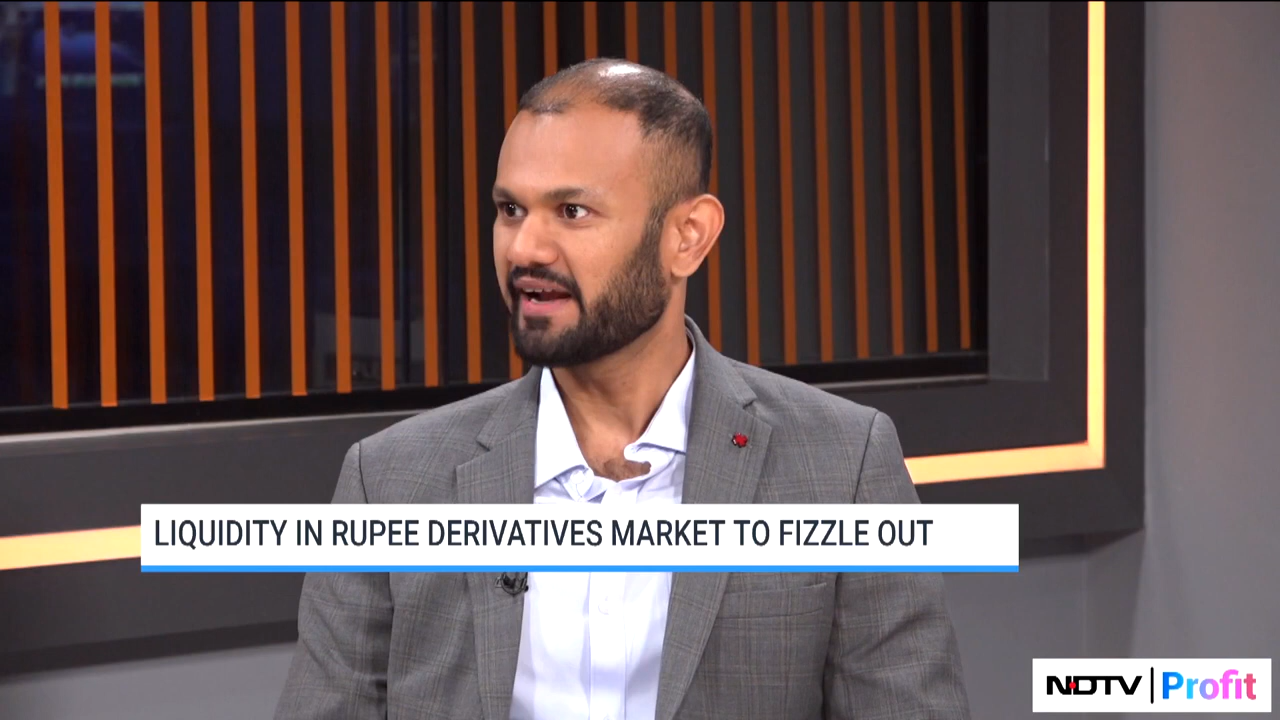 LIQUIDITY IN RUPEE DERIVATIVES MARKET TO FIZZLE OUT
NDTV | Profit